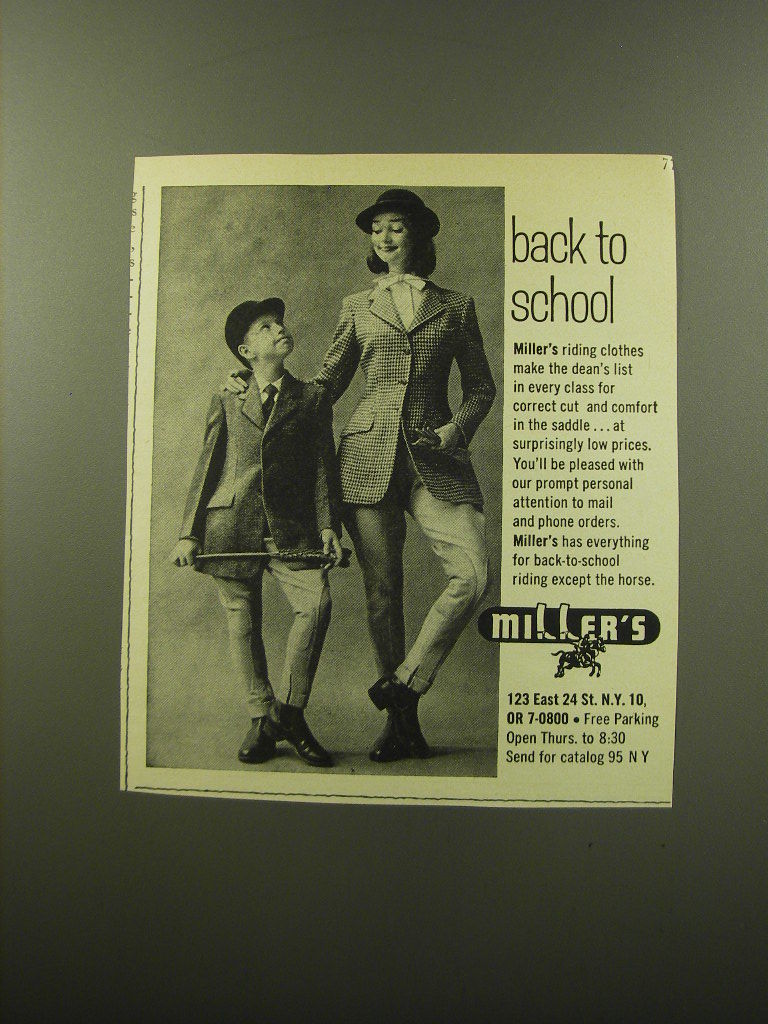 7
back to
school
Miller's riding clothes
make the dean's list
in every class for
correct cut and comfort
in the saddle ... at
surprisingly low prices.
You'll be pleased with
our prompt personal
attention to mail
and phone orders.
Miller's has everything
for back-to-school
riding except the horse.
MILLER'S
123 East 24 St. N.Y. 10,
OR 7-0800 • Free Parking
Open Thurs. to 8:30
Send for catalog 95 N Y